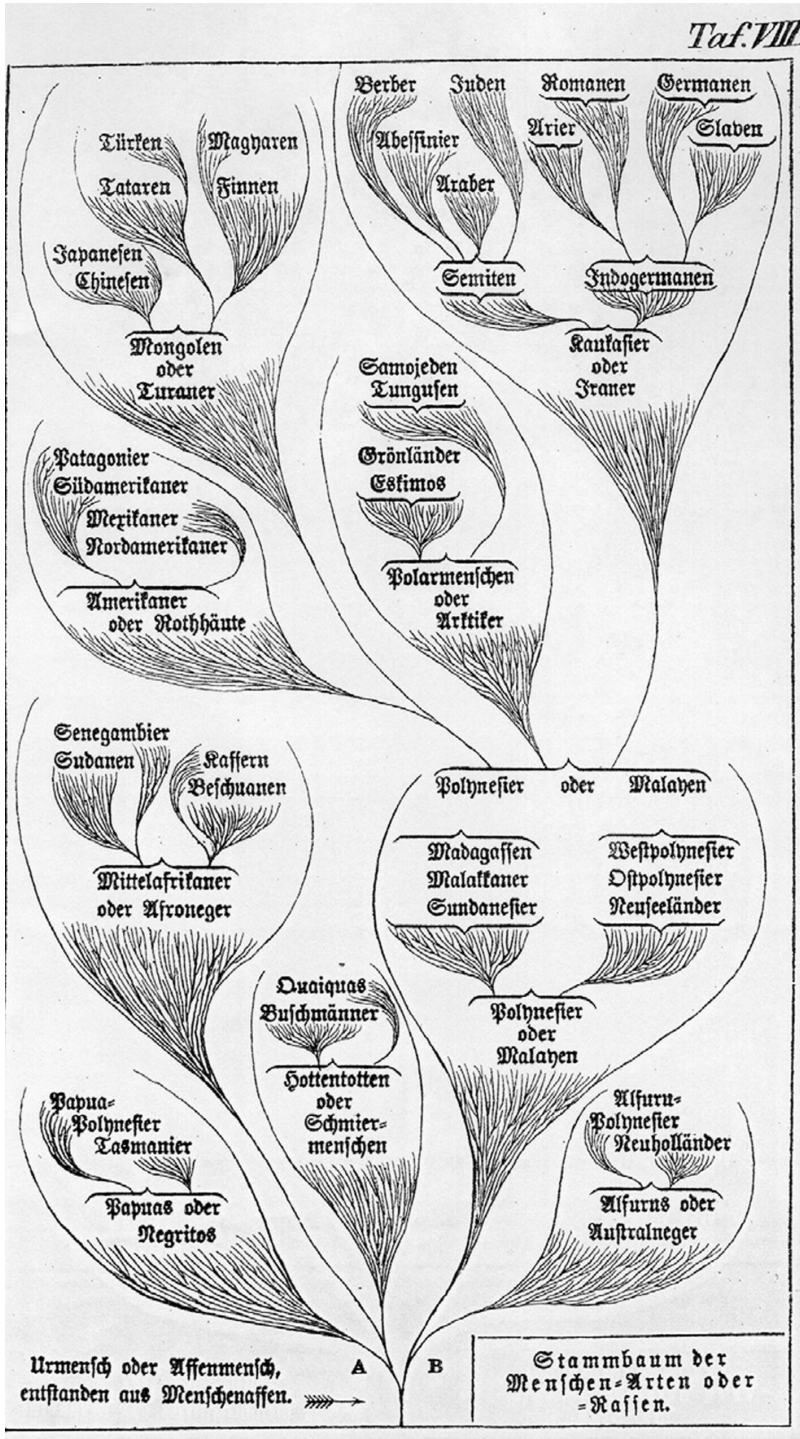 Taf. VIII
Berber
Juden
Romanen
Germanen
Abeſſinier
Araber
Arier
Slaven
Semiten
Indogermanen
Kaukaſier
oder
Iraner
Türken
Magyaren
Tataren
Finnen
Japaneſen
Chineſen
Mongolen
oder
Turaner
Samojeden
Tunguſen
Grönländer
Eskimos
Polarmenſchen
oder
Arktiker
Patagonier
Südamerikaner
Mexikaner
Nordamerikaner
Amerikaner
oder Rothhäute
Senegambier
Sudanen
Kaffern
Beſchuanen
Mittelafrikaner
oder Afroneger
Polyneſier oder Malayen
Madagaſſen
Malakkaner
Sundaneſier
Weſtpolyneſier
Oſtpolyneſier
Neuſeeländer
Polyneſier
oder
Malayen
Quaiquas
Buſchmänner
Hottentotten
oder
Schmier-
menſchen
Papua-
Polyneſier
Tasmanier
Papuas oder
Negritos
Alfuru-
Polyneſier
Neuholländer
Alfurus oder
Auſtralneger
Urmenſch oder Affenmenſch,
entſtanden aus Menſchenaffen.
A
B
Stammbaum der
Menſchen-Arten oder
-Raſſen.